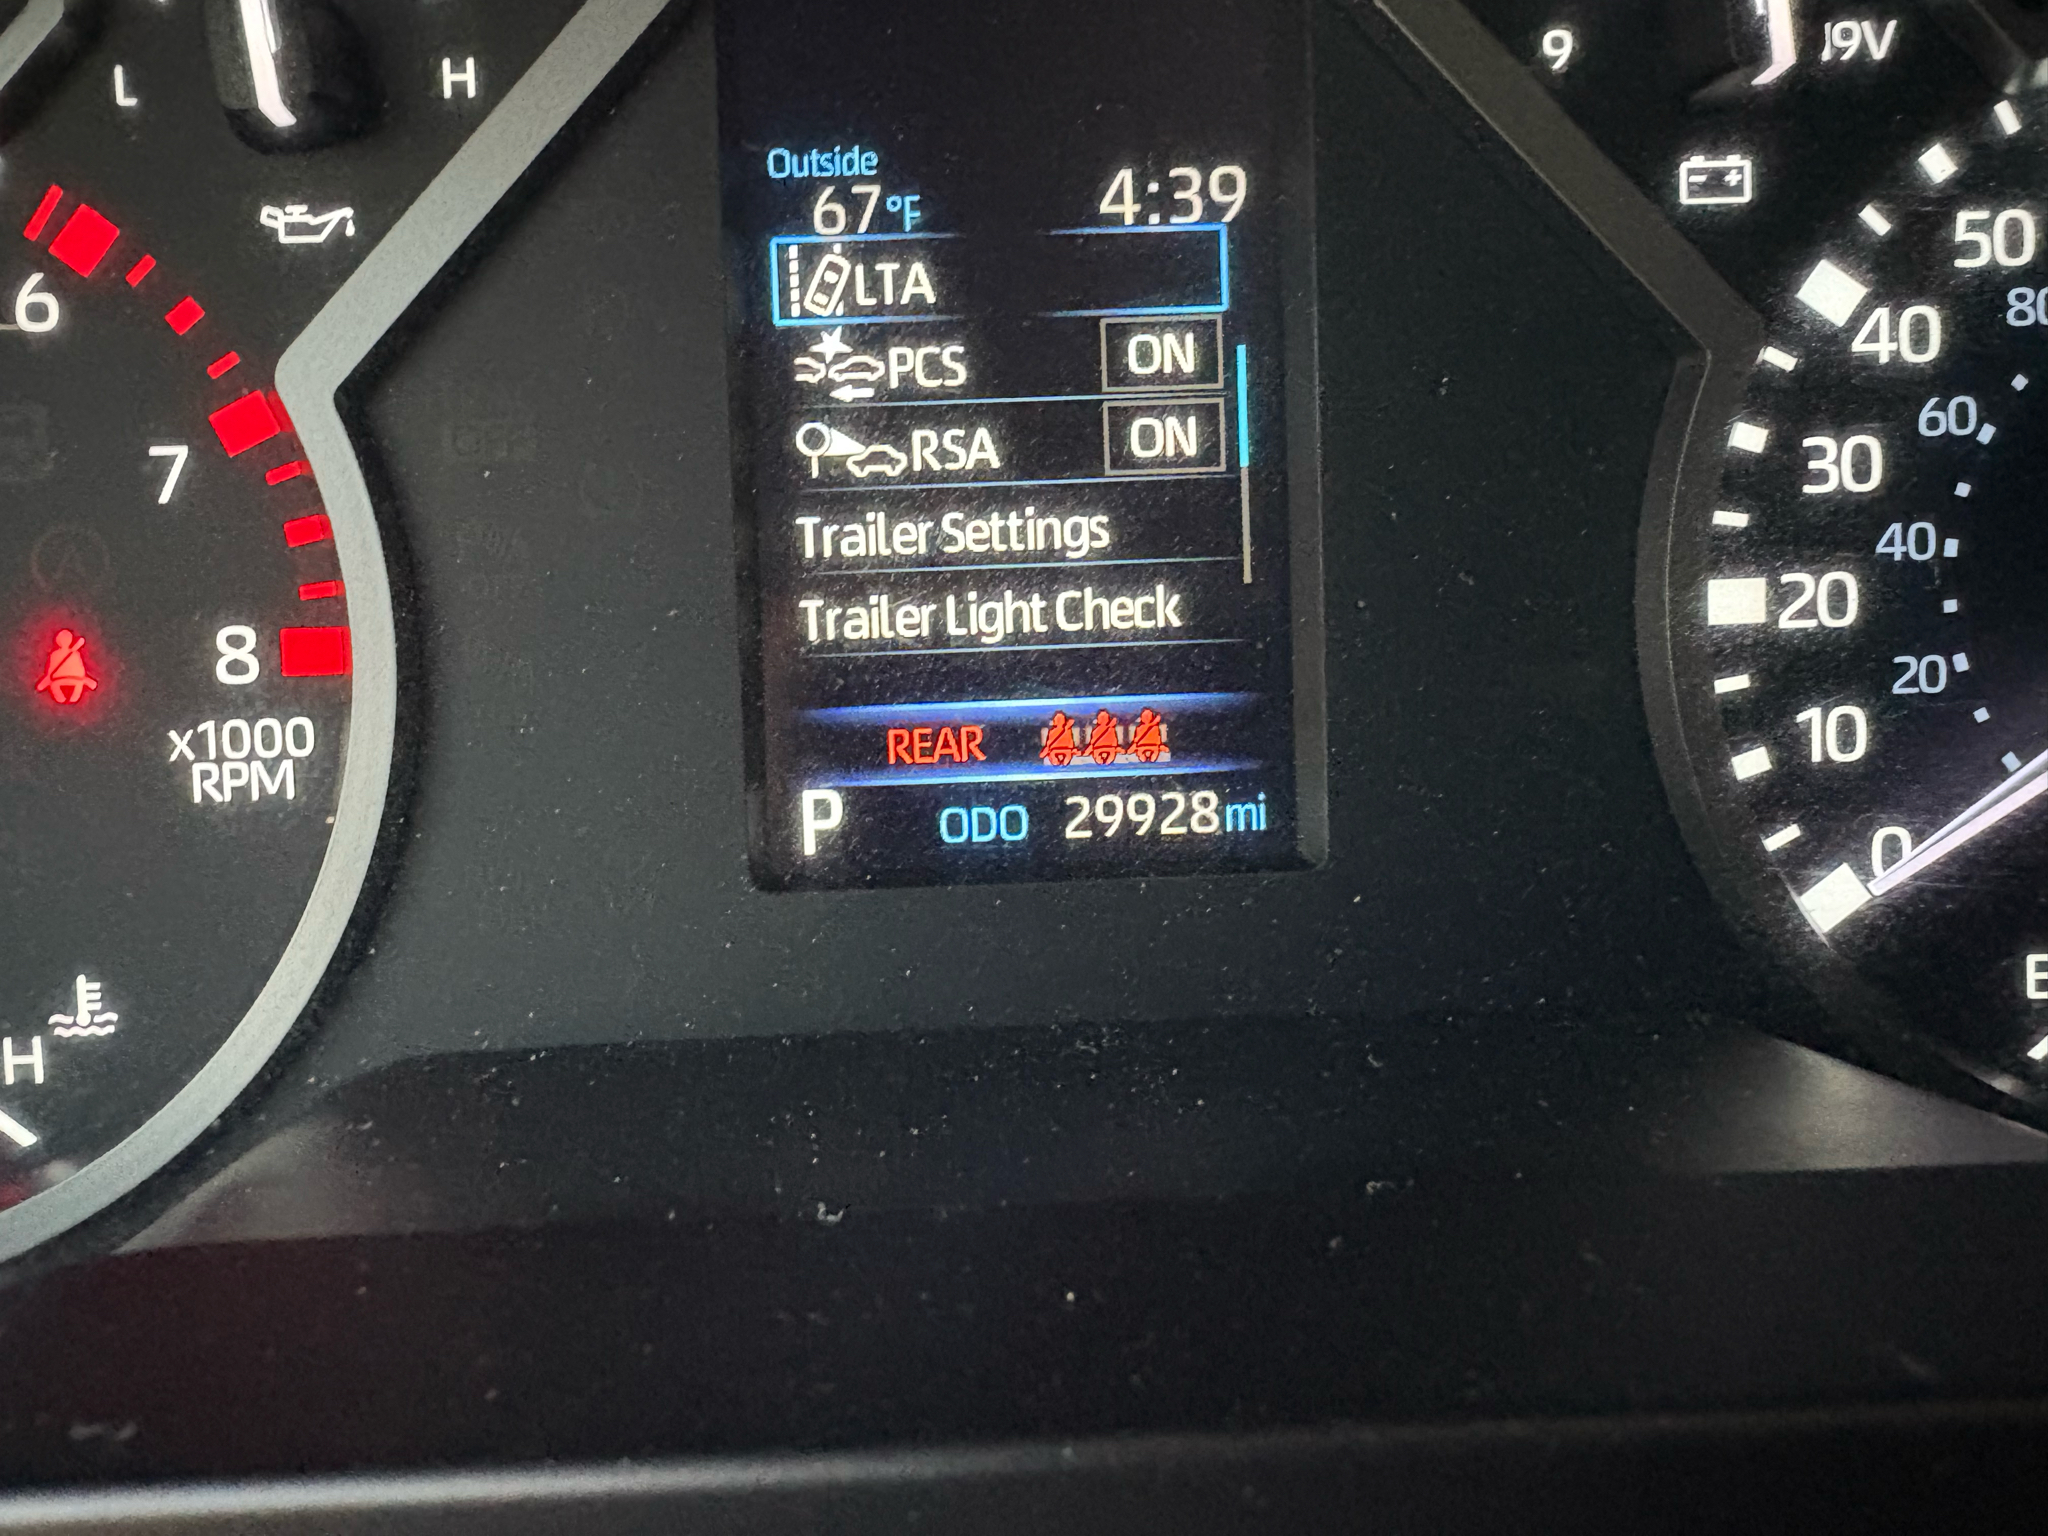 L
H
6
7
8
x1000
RPM
H
Outside
67°F
4:39
LTA
PCS ON
RSA ON
Trailer Settings
Trailer Light Check
REAR
P ODO 29928mi
9
50
40
80
30
60
20
40
10
20
0
E